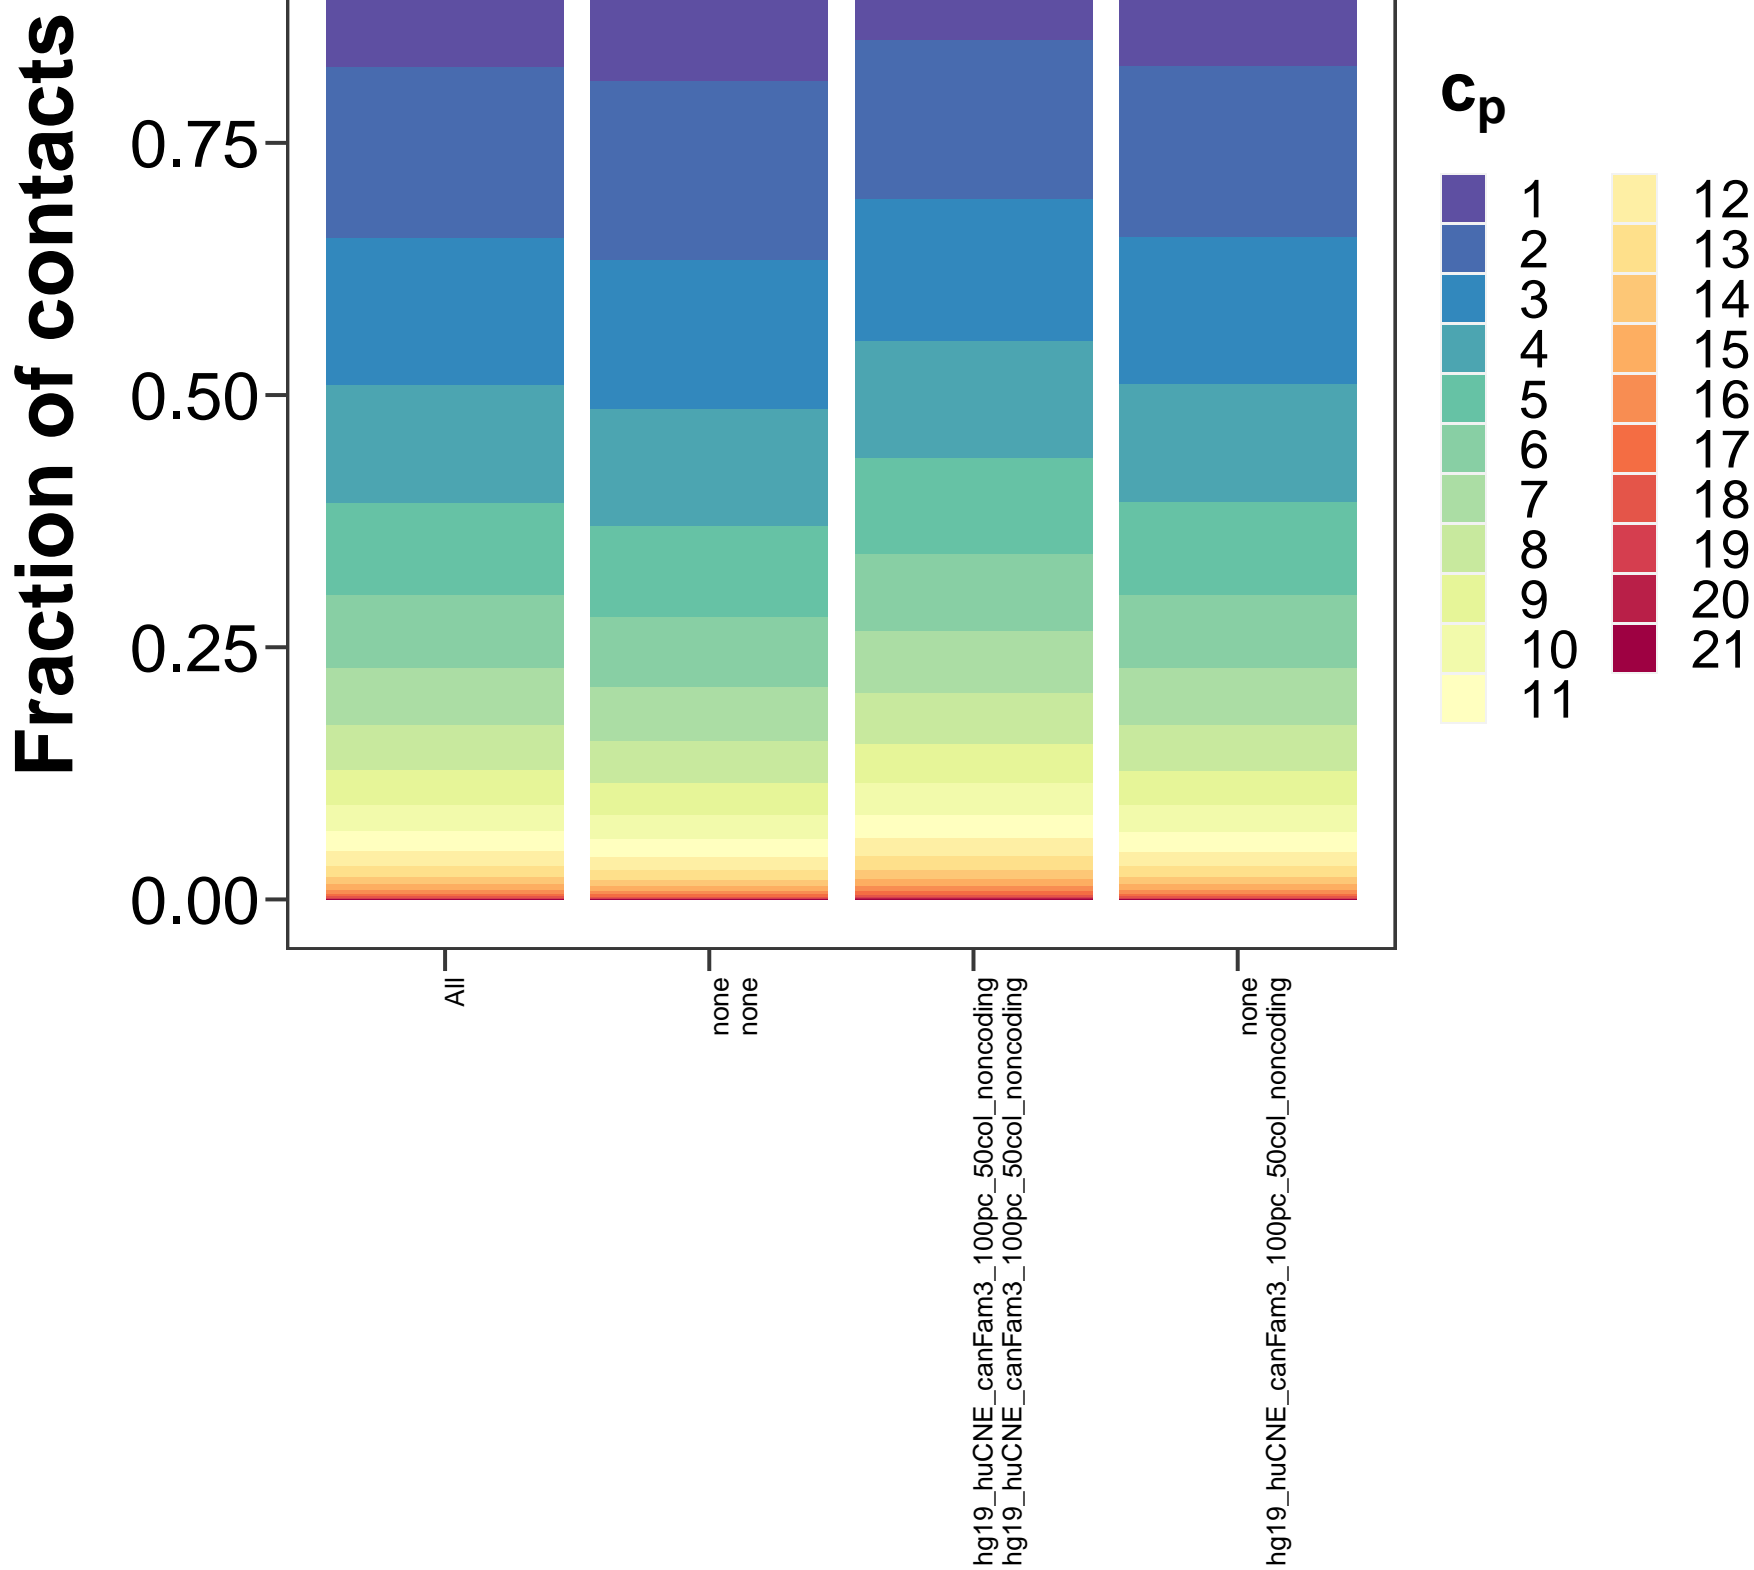 Fraction of contacts
0.75
0.50
0.25
0.00
All
none
none
hg19_huCNE_canFam3_100pc_50col_noncoding
hg19_huCNE_canFam3_100pc_50col_noncoding
none
hg19_huCNE_canFam3_100pc_50col_noncoding
cp
1
2
3
4
5
6
7
8
9
10
11
12
13
14
15
16
17
18
19
20
21